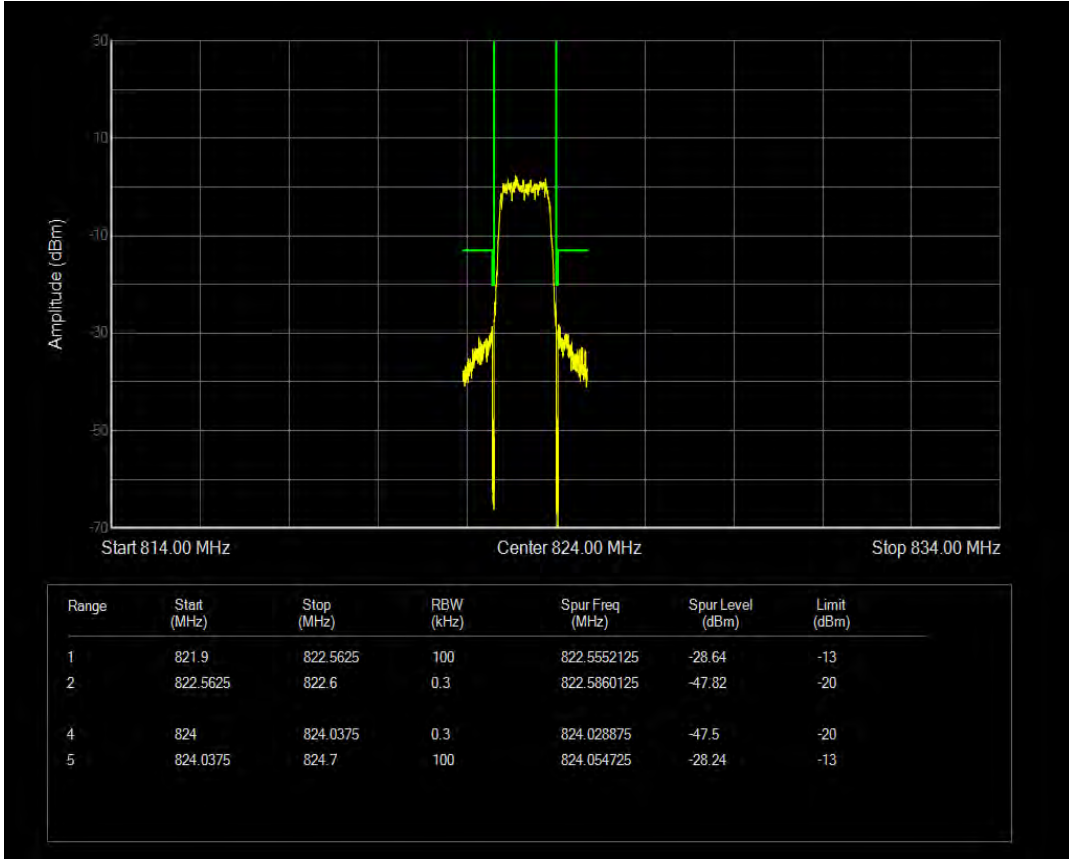 30
10
-10
-30
-50
-70
Amplitude (dBm)
Start 814.00 MHz Center 824.00 MHz Stop 834.00 MHz
Range Start (MHz) Stop (MHz) RBW (kHz) Spur Freq (MHz) Spur Level (dBm) Limit (dBm)
1 821.9 822.5625 100 822.5552125 -28.64 -13
2 822.5625 822.6 0.3 822.5860125 -47.82 -20
4 824 824.0375 0.3 824.028875 -47.5 -20
5 824.0375 824.7 100 824.054725 -28.24 -13